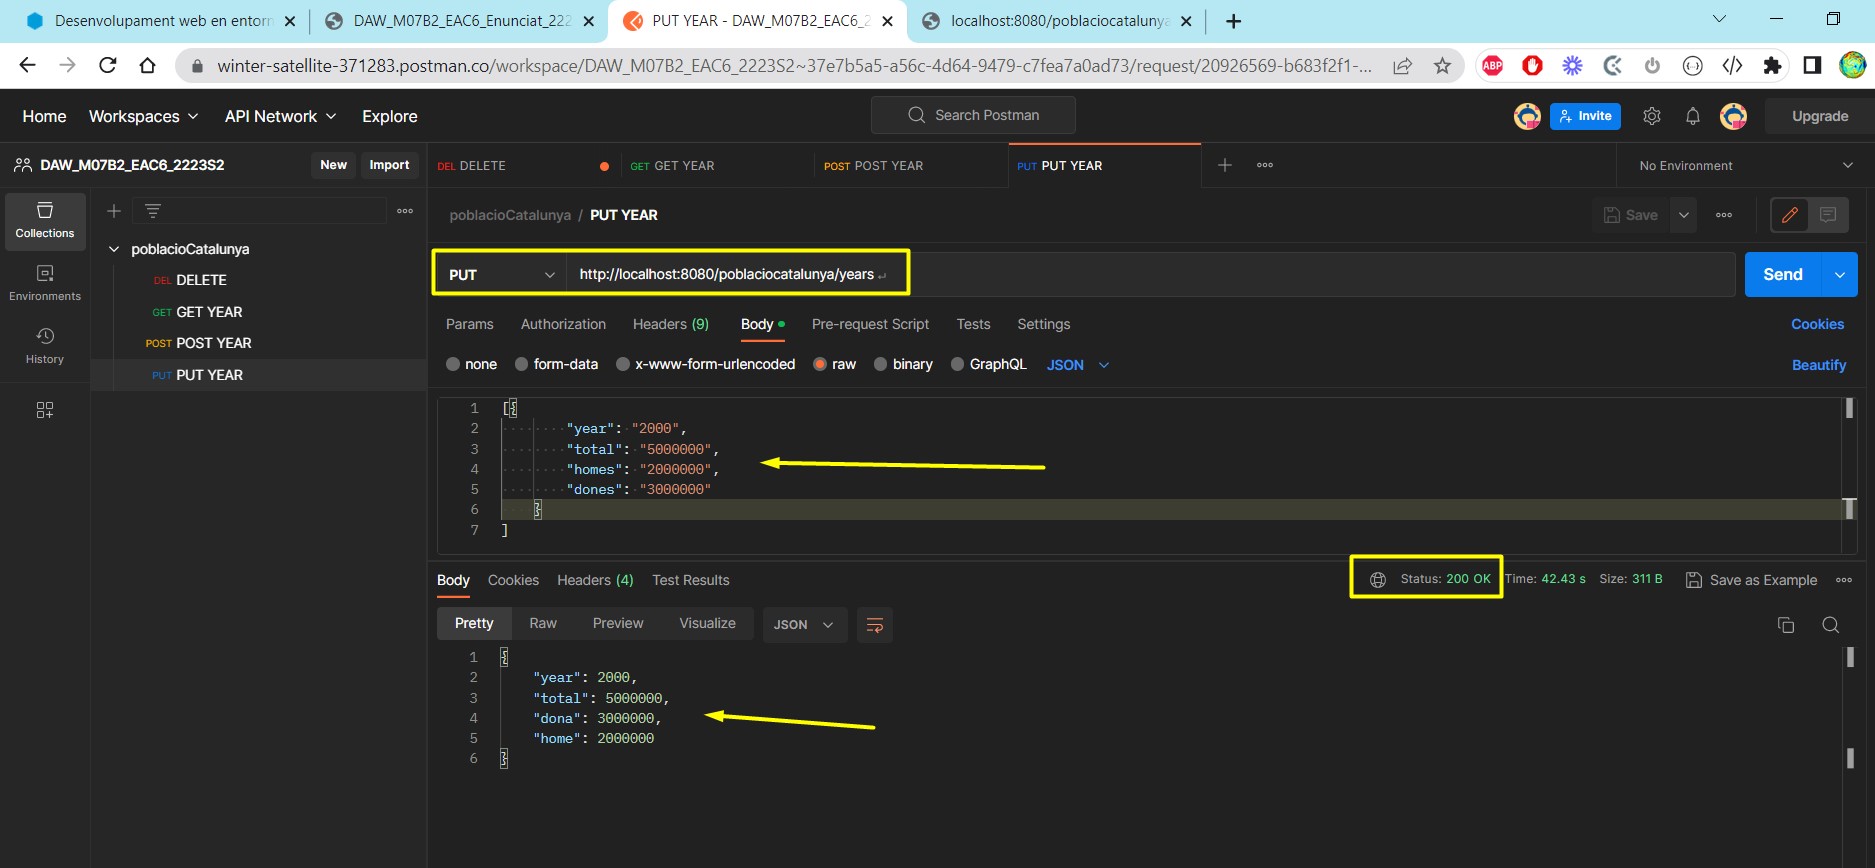 Desenvolupament web en entorn
DAW_M07B2_EAC6_Enunciat_222
PUT YEAR - DAW_M07B2_EAC6_2
localhost:8080/poblaciocatalunya
winter-satellite-371283.postman.co/workspace/DAW_M07B2_EAC6_2223S2~37e7b5a5-a56c-4d64-9479-c7fea7a0ad73/request/20926569-b683f2f1-...
ABP
Home Workspaces API Network Explore Search Postman Invite Upgrade
DAW_M07B2_EAC6_2223S2 New Import DEL DELETE GET GET YEAR POST POST YEAR PUT PUT YEAR No Environment
Collections
Environments
History
poblacioCatalunya
DEL DELETE
GET GET YEAR
POST POST YEAR
PUT PUT YEAR
poblacioCatalunya / PUT YEAR Save
PUT http://localhost:8080/poblaciocatalunya/years Send
Params Authorization Headers (9) Body Pre-request Script Tests Settings Cookies
none form-data x-www-form-urlencoded raw binary GraphQL JSON Beautify
1 [{
2 "year": "2000",
3 "total": "5000000",
4 "homes": "2000000",
5 "dones": "3000000"
6 }
7 ]
Body Cookies Headers (4) Test Results Status: 200 OK Time: 42.43 s Size: 311 B Save as Example
Pretty Raw Preview Visualize JSON
1 {
2 "year": 2000,
3 "total": 5000000,
4 "dona": 3000000,
5 "home": 2000000
6 }